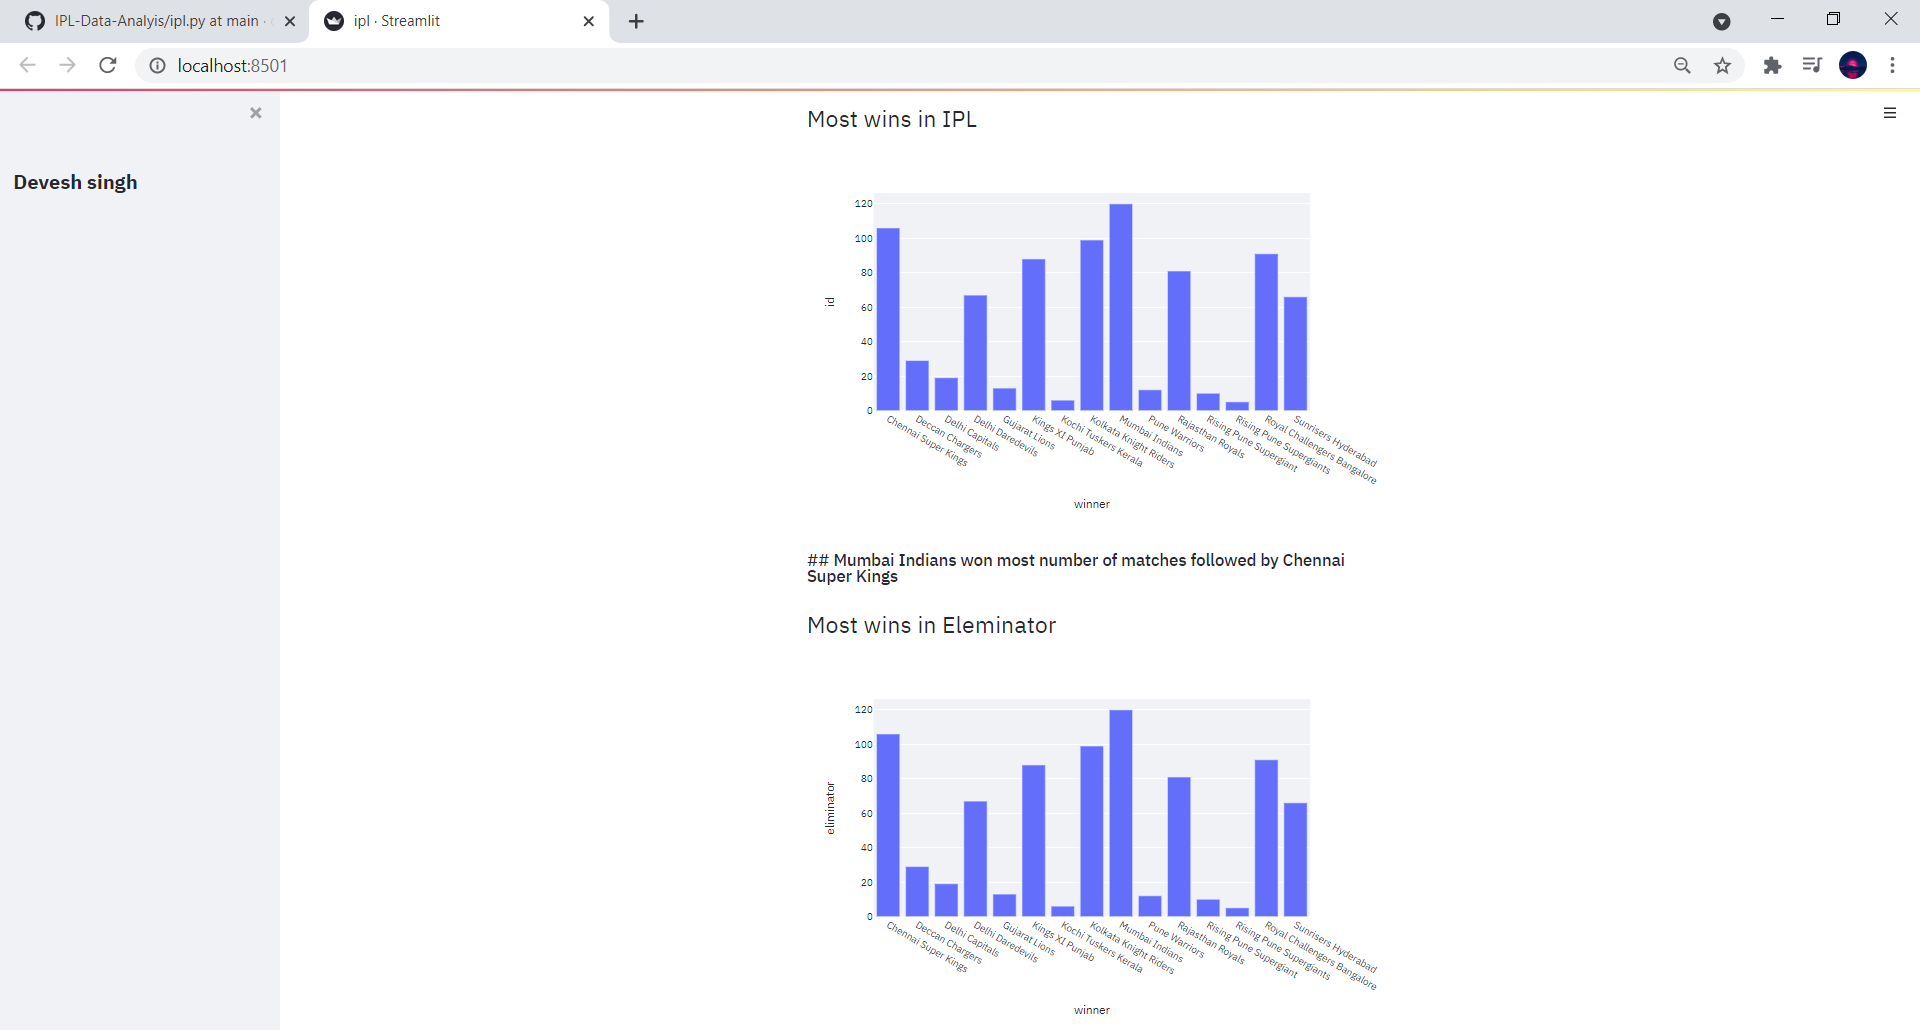 IPL-Data-Analyis/ipl.py at main ·
ipl · Streamlit
localhost:8501
Devesh singh
Most wins in IPL
120
100
80
60
40
20
0
id
Chennai Super Kings
Deccan Chargers
Delhi Capitals
Delhi Daredevils
Gujarat Lions
Kings XI Punjab
Kochi Tuskers Kerala
Kolkata Knight Riders
Mumbai Indians
Pune Warriors
Rajasthan Royals
Rising Pune Supergiant
Rising Pune Supergiants
Royal Challengers Bangalore
Sunrisers Hyderabad
winner
## Mumbai Indians won most number of matches followed by Chennai
Super Kings
Most wins in Eleminator
120
100
80
60
40
20
0
eliminator
Chennai Super Kings
Deccan Chargers
Delhi Capitals
Delhi Daredevils
Gujarat Lions
Kings XI Punjab
Kochi Tuskers Kerala
Kolkata Knight Riders
Mumbai Indians
Pune Warriors
Rajasthan Royals
Rising Pune Supergiant
Rising Pune Supergiants
Royal Challengers Bangalore
Sunrisers Hyderabad
winner